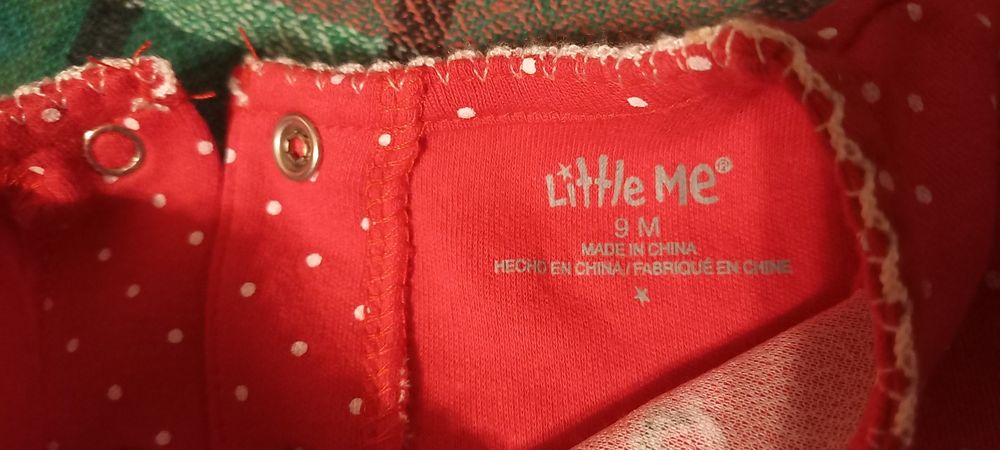 Little Me®
9 M
MADE IN CHINA
HECHO EN CHINA / FABRIQUÉ EN CHINE